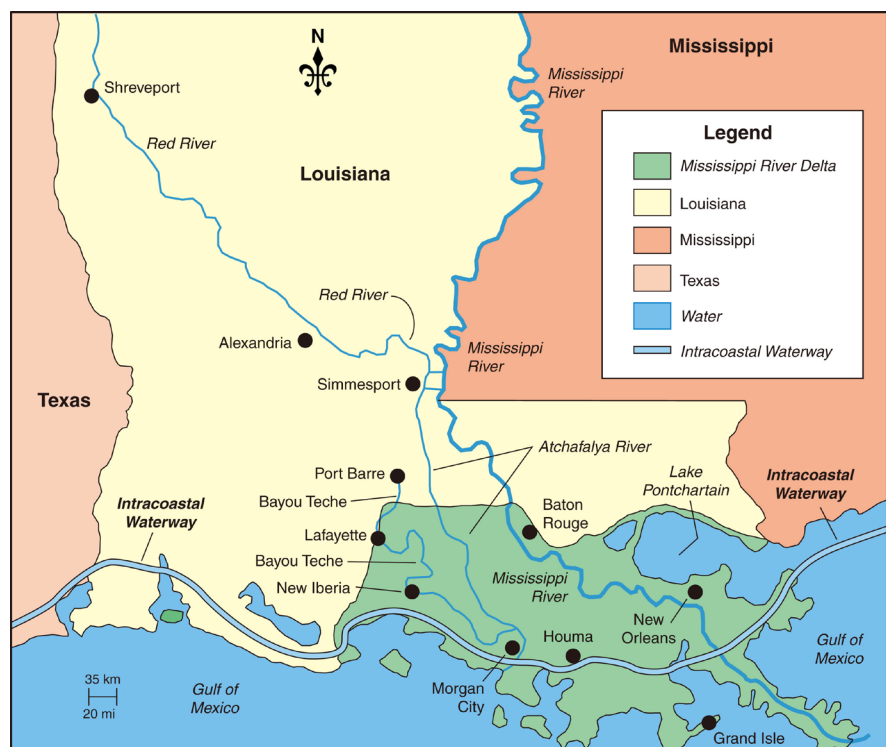 N
Mississippi
Mississippi
River
Shreveport
Red River
Louisiana
Legend
Mississippi River Delta
Louisiana
Mississippi
Texas
Water
Intracoastal Waterway
Red River
Alexandria
Mississippi
River
Simmesport
Texas
Atchafalya River
Port Barre
Bayou Teche
Lake
Pontchartain
Intracoastal
Waterway
Intracoastal
Waterway
Baton
Rouge
Lafayette
Bayou Teche
New Iberia
Mississippi
River
New
Orleans
Houma
Gulf of
Mexico
35 km
20 mi
Gulf of
Mexico
Morgan
City
Grand Isle